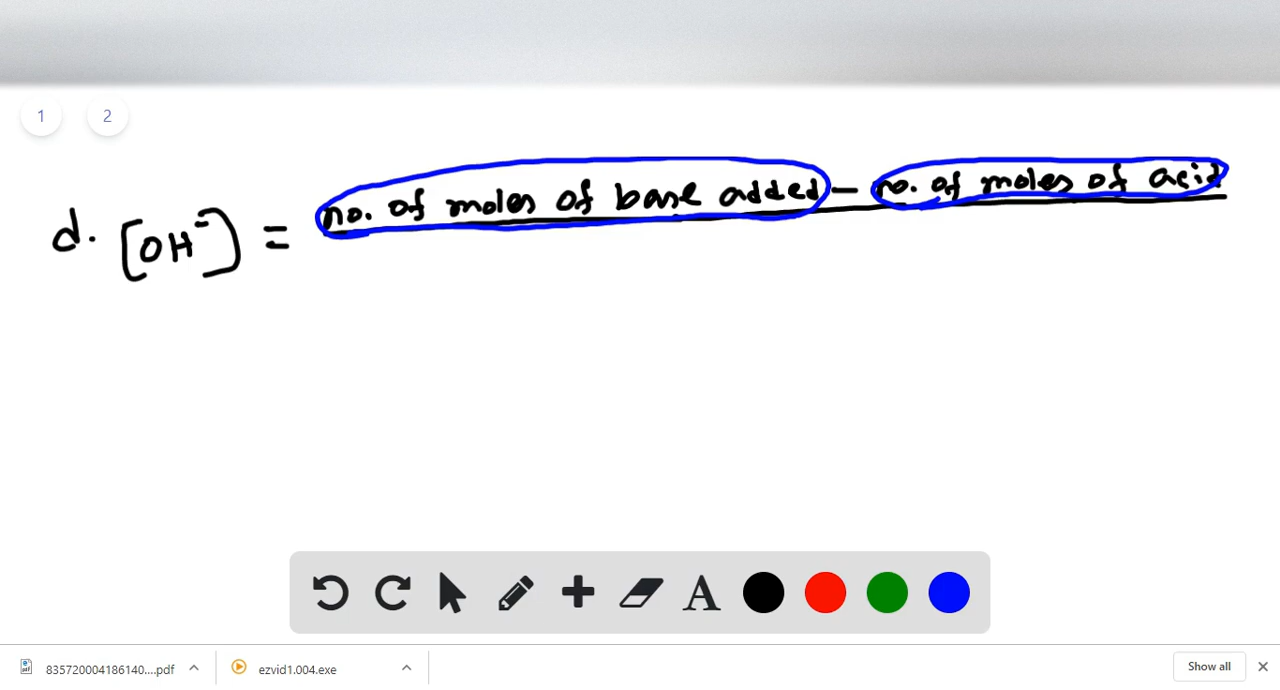 1 2
no. of moles of base added – no. of moles of acid
d. [OH⁻] =
A
835720004186140....pdf
ezvid1.004.exe
Show all